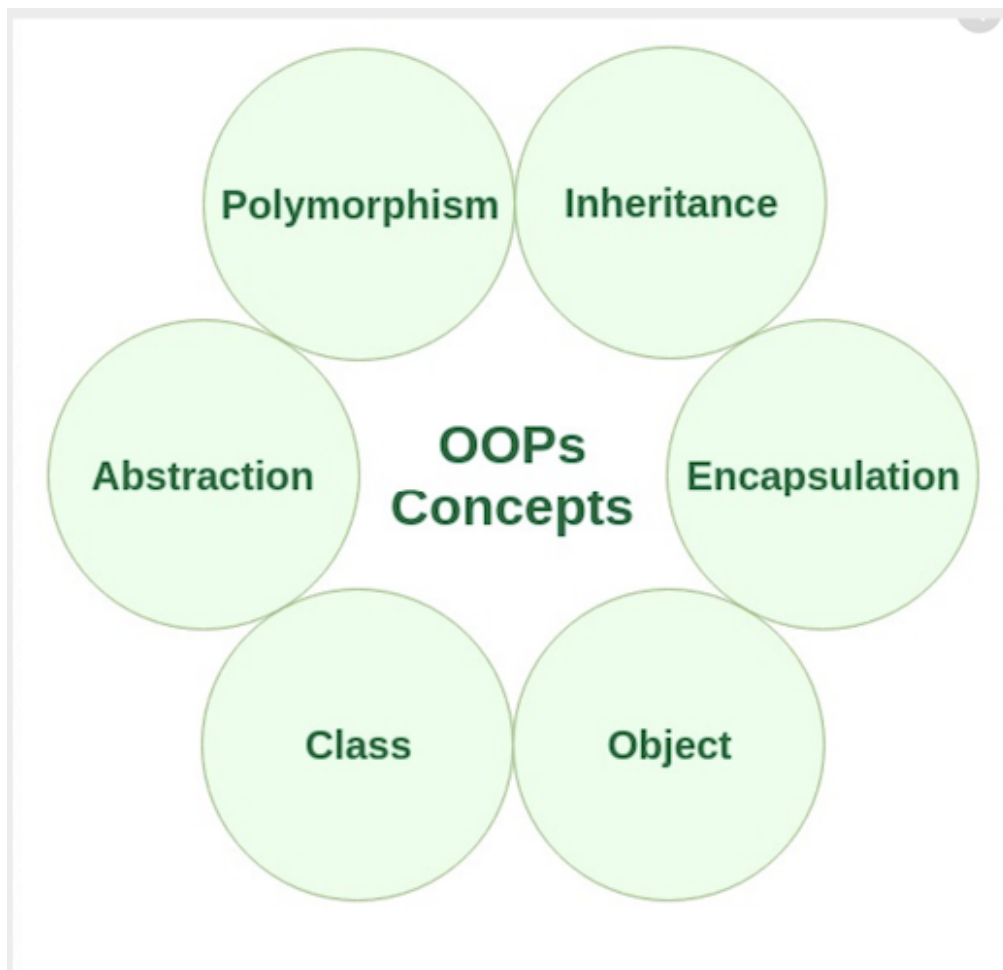 Polymorphism
Inheritance
Abstraction
OOPs
Concepts
Encapsulation
Class
Object